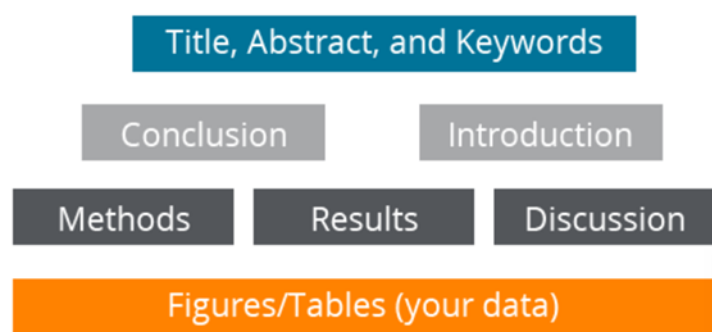 Title, Abstract, and Keywords
Conclusion
Introduction
Methods
Results
Discussion
Figures/Tables (your data)